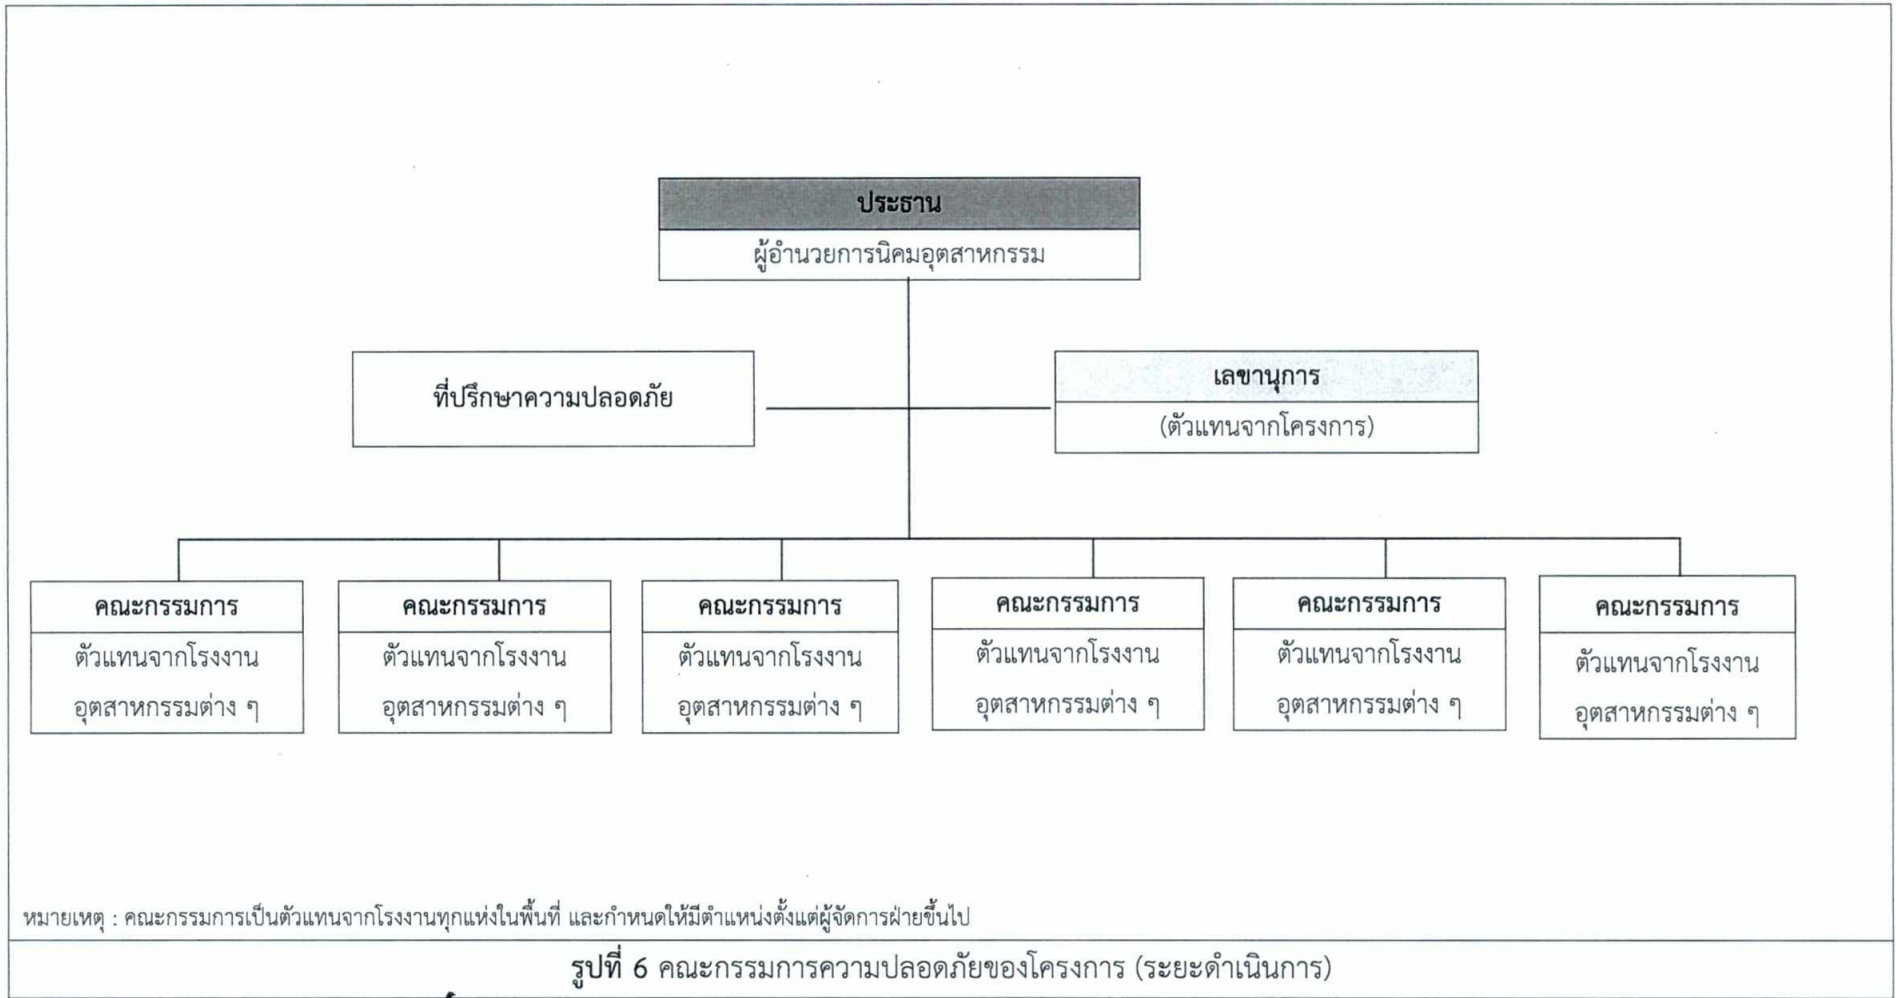 ประธาน
ผู้อำนวยการนิคมอุตสาหกรรม
ที่ปรึกษาความปลอดภัย
เลขานุการ
(ตัวแทนจากโครงการ)
คณะกรรมการ
ตัวแทนจากโรงงาน
อุตสาหกรรมต่าง ๆ
คณะกรรมการ
ตัวแทนจากโรงงาน
อุตสาหกรรมต่าง ๆ
คณะกรรมการ
ตัวแทนจากโรงงาน
อุตสาหกรรมต่าง ๆ
คณะกรรมการ
ตัวแทนจากโรงงาน
อุตสาหกรรมต่าง ๆ
คณะกรรมการ
ตัวแทนจากโรงงาน
อุตสาหกรรมต่าง ๆ
คณะกรรมการ
ตัวแทนจากโรงงาน
อุตสาหกรรมต่าง ๆ
หมายเหตุ : คณะกรรมการเป็นตัวแทนจากโรงงานทุกแห่งในพื้นที่ และกำหนดให้มีตำแหน่งตั้งแต่ผู้จัดการฝ่ายขึ้นไป
รูปที่ 6 คณะกรรมการความปลอดภัยของโครงการ (ระยะดำเนินการ)